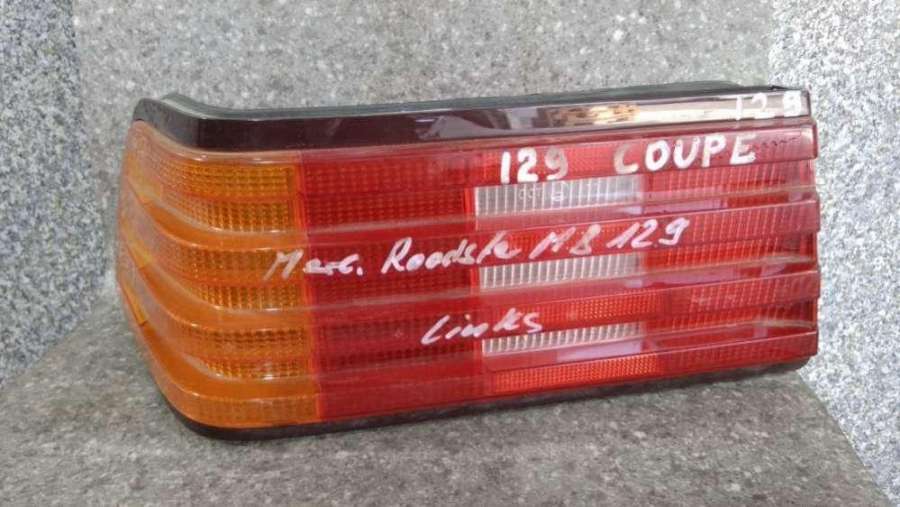 129
129 COUPE
Merc. Roadster MB 129
Links